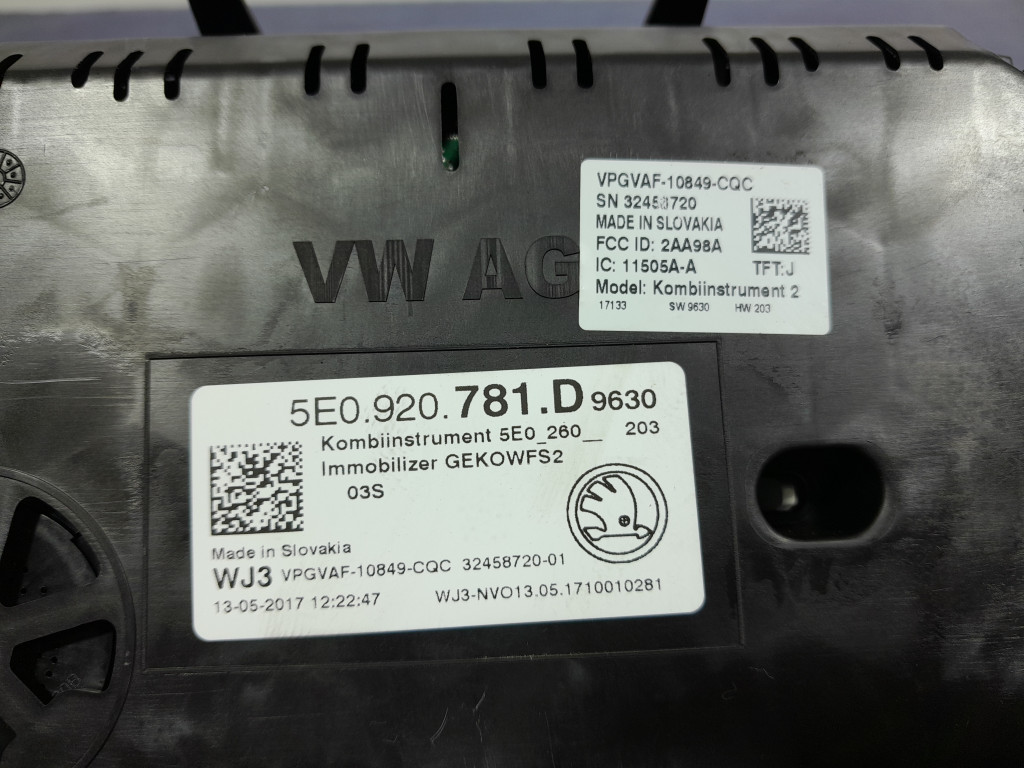 VW AG
VPGVAF-10849-CQC
SN 32458720
MADE IN SLOVAKIA
FCC ID: 2AA98A
IC: 11505A-A TFT:J
Model: Kombiinstrument 2
17133 SW 9630 HW 203
5E0.920.781.D 9630
Kombiinstrument 5E0_260__ 203
Immobilizer GEKOWFS2
03S
Made in Slovakia
WJ3 VPGVAF-10849-CQC 32458720-01
13-05-2017 12:22:47 WJ3-NVO13.05.1710010281